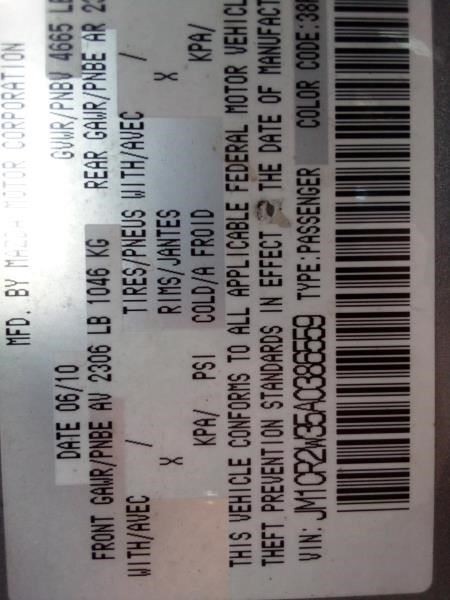 MFD. BY MAZDA MOTOR CORPORATION
DATE 06/10 GVWR/PNBV 4665 LB
FRONT GAWR/PNBE AV 2306 LB 1046 KG REAR GAWR/PNBE AR
WITH/AVEC / TIRES/PNEUS WITH/AVEC /
X RIMS/JANTES X
KPA/ PSI COLD/A FROID KPA/
THIS VEHICLE CONFORMS TO ALL APPLICABLE FEDERAL MOTOR VEHICL
THEFT PREVENTION STANDARDS IN EFFECT THE DATE OF MANUFACT
VIN: JM1CR2W35A0386559 TYPE:PASSENGER COLOR CODE:38